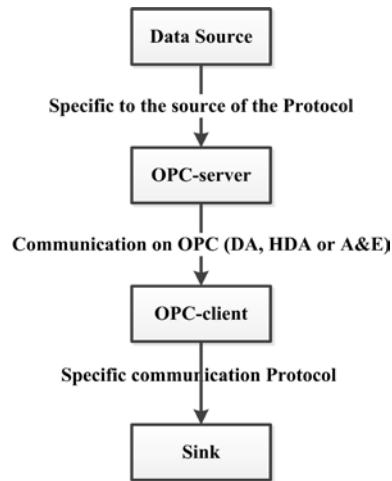 Data Source
Specific to the source of the Protocol
OPC-server
Communication on OPC (DA, HDA or A&E)
OPC-client
Specific communication Protocol
Sink